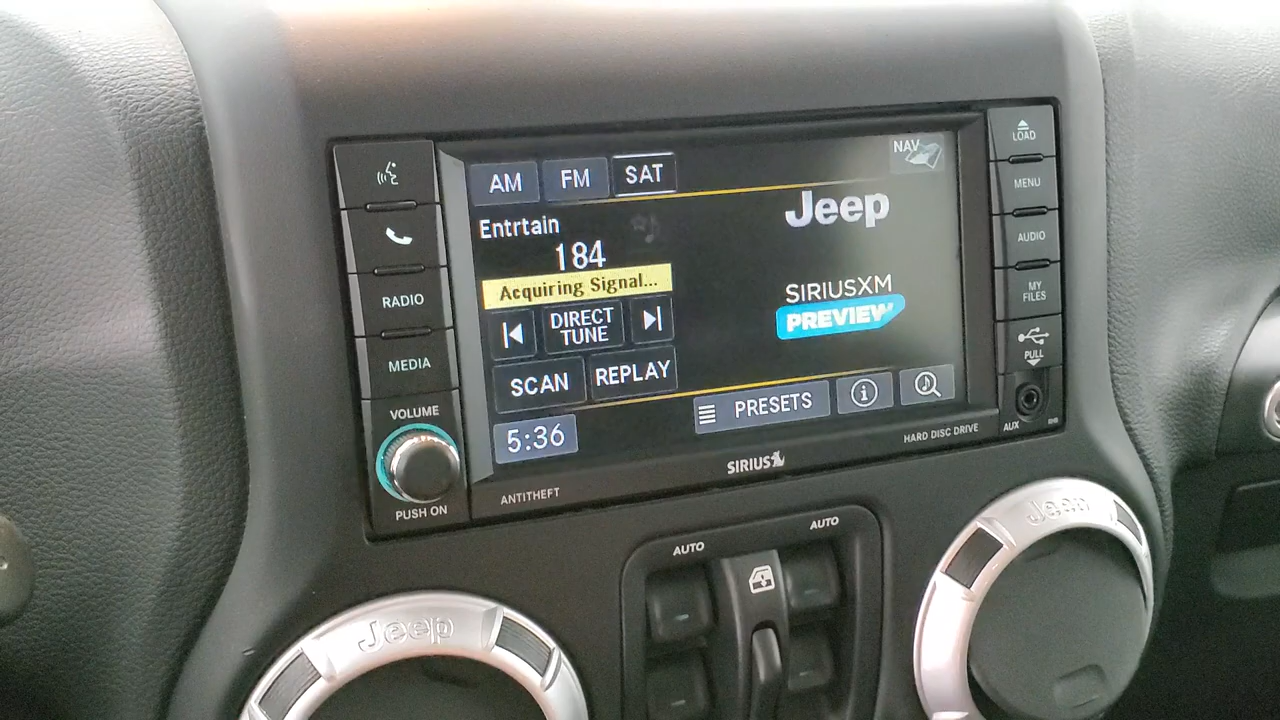 AM FM SAT NAV
Entrtain
184
Acquiring Signal...
DIRECT
TUNE
SCAN REPLAY
5:36
Jeep
SIRIUSXM
PREVIEW
PRESETS
RADIO
MEDIA
VOLUME
PUSH ON
LOAD
MENU
AUDIO
MY
FILES
PULL
AUX
ANTITHEFT
SIRIUS
HARD DISC DRIVE
AUTO AUTO
Jeep
Jeep